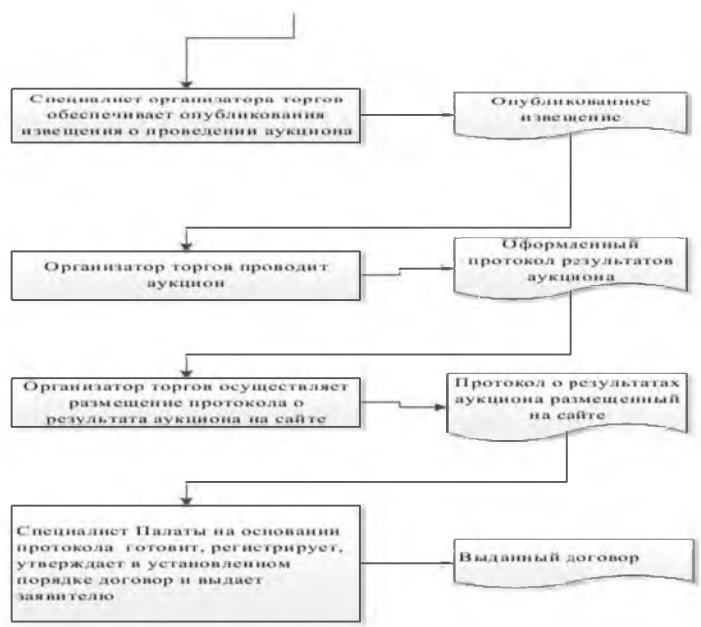 Специалист организатора торгов
обеспечивает опубликования
извещения о проведении аукциона
Опубликованное
извещение
Организатор торгов проводит
аукцион
Оформленный
протокол результатов
аукциона
Организатор торгов осуществляет
размещение протокола о
результата аукциона на сайте
Протокол о результатах
аукциона размещенный
на сайте
Специалист Палаты на основании
протокола готовит, регистрирует,
утверждает в установленном
порядке договор и выдает
заявителю
Выданный договор